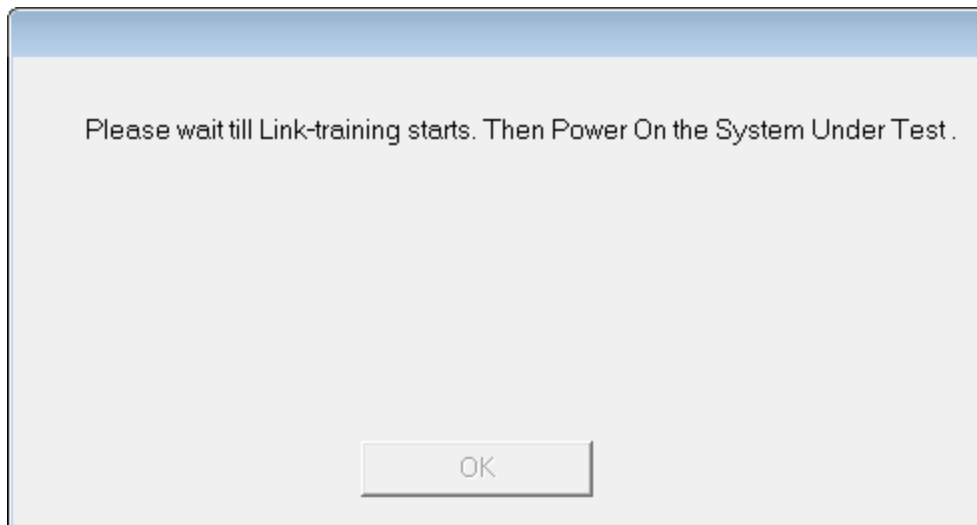 Please wait till Link-training starts. Then Power On the System Under Test .
OK